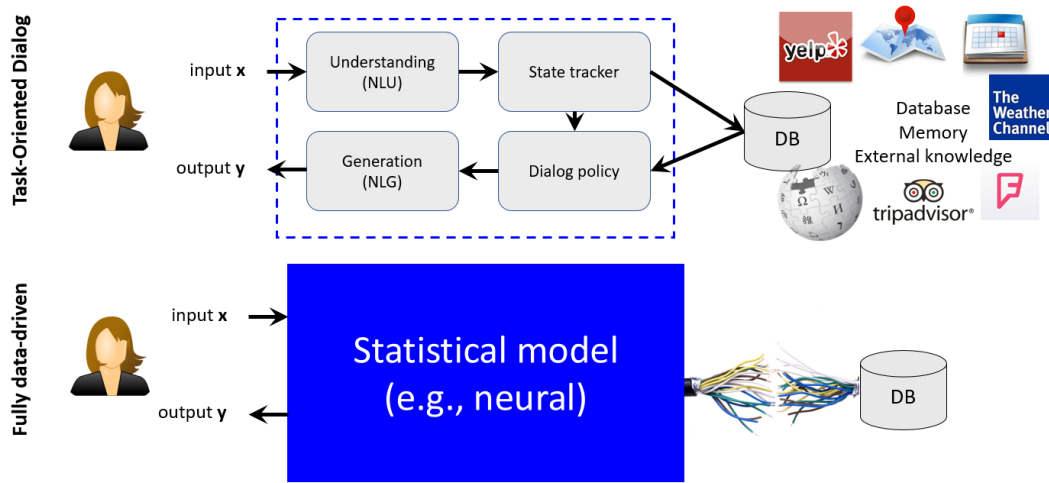 Task-Oriented Dialog
input x
Understanding
(NLU)
State tracker
output y
Generation
(NLG)
Dialog policy
DB
yelp
Database
Memory
External knowledge
The
Weather
Channel
Ω
W
И
tripadvisor®
Fully data-driven
input x
output y
Statistical model
(e.g., neural)
DB